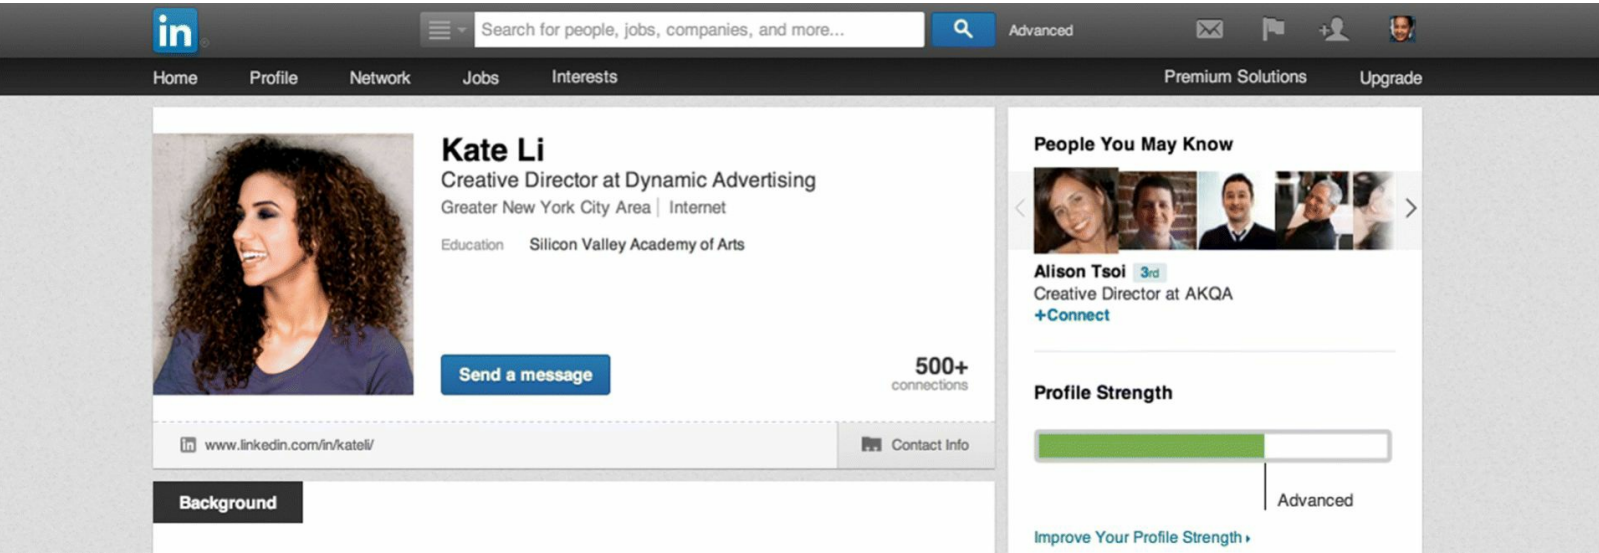 in
Search for people, jobs, companies, and more...
Advanced
Home Profile Network Jobs Interests Premium Solutions Upgrade
Kate Li
Creative Director at Dynamic Advertising
Greater New York City Area | Internet
Education Silicon Valley Academy of Arts
Send a message
500+
connections
in www.linkedin.com/in/kateli/
Contact Info
Background
People You May Know
Alison Tsoi 3rd
Creative Director at AKQA
+Connect
Profile Strength
Advanced
Improve Your Profile Strength